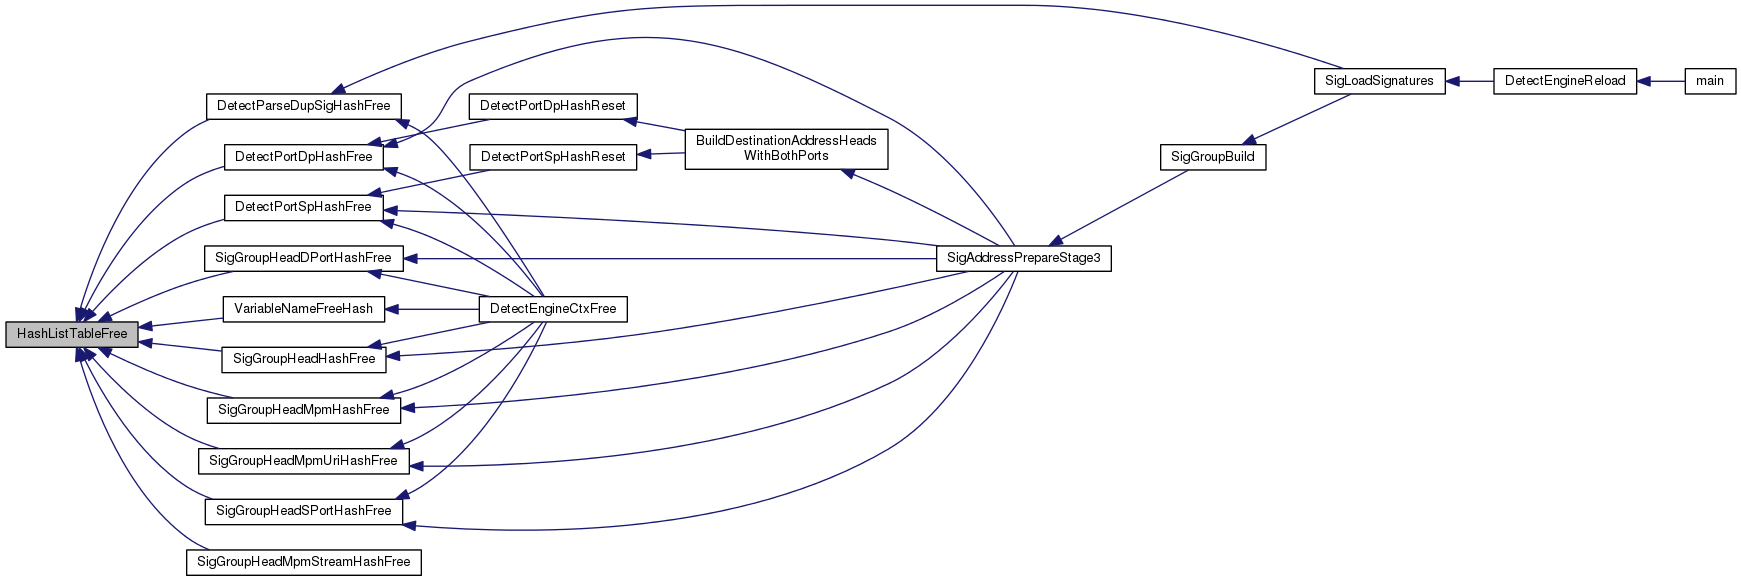 HashListTableFree
DetectParseDupSigHashFree
DetectPortDpHashFree
DetectPortSpHashFree
SigGroupHeadDPortHashFree
VariableNameFreeHash
SigGroupHeadHashFree
SigGroupHeadMpmHashFree
SigGroupHeadMpmUriHashFree
SigGroupHeadSPortHashFree
SigGroupHeadMpmStreamHashFree
DetectPortDpHashReset
DetectPortSpHashReset
DetectEngineCtxFree
BuildDestinationAddressHeads
WithBothPorts
SigAddressPrepareStage3
SigGroupBuild
SigLoadSignatures
DetectEngineReload
main